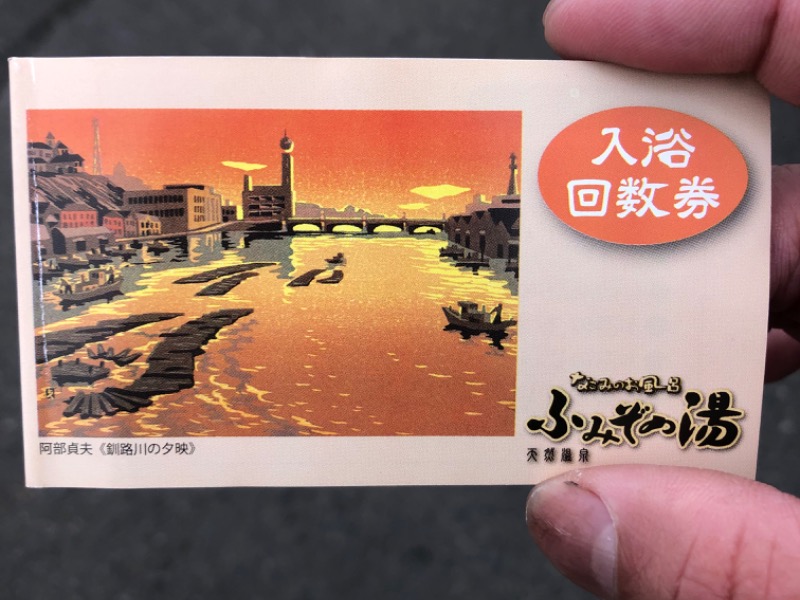 入浴
回数券
なごみのお風呂
ふみぞの湯
天然温泉
阿部貞夫《釧路川の夕映》